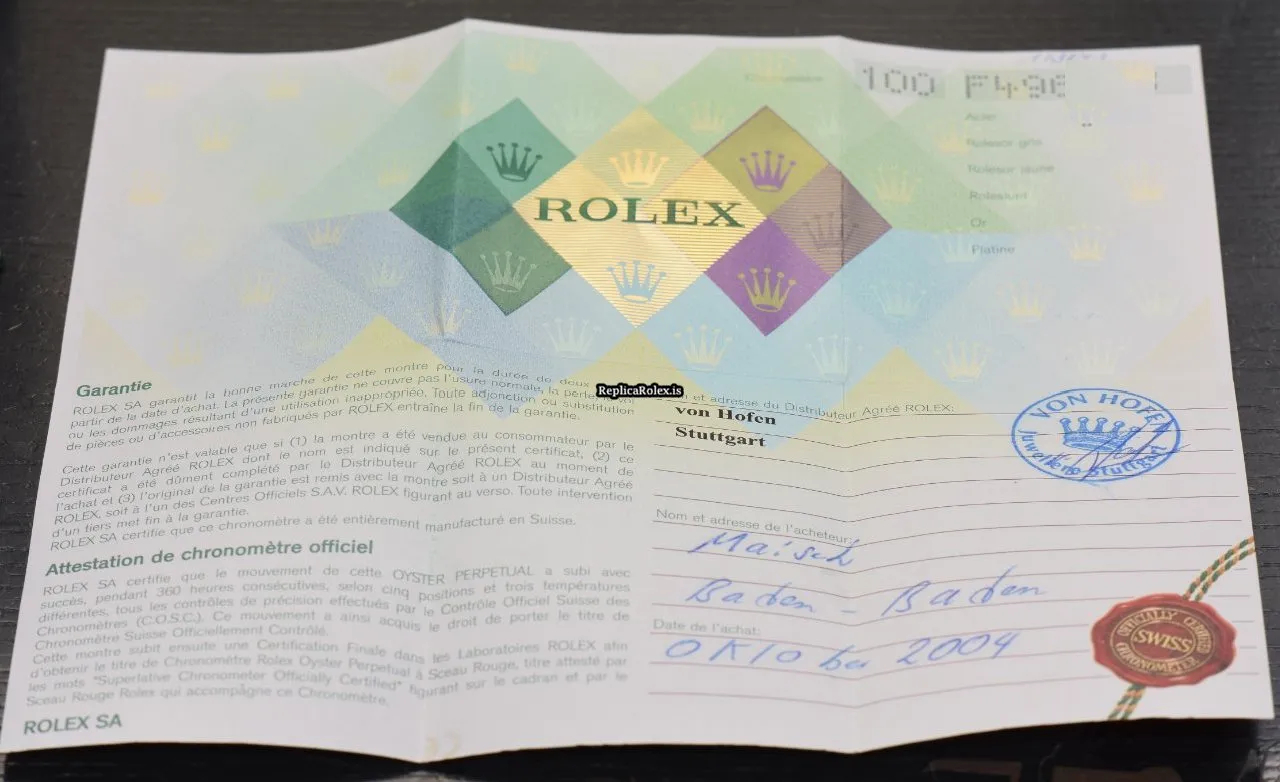 100 F496
Acier
Rolesor gris
Rolesor jaune
Rolesium
Or
Platine
ROLEX
Garantie
ROLEX SA garantit la bonne marche de cette montre pour la durée de deux
partir de la date d'achat. La présente garantie ne couvre pas l'usure normale, la perte
ou les dommages résultant d'une utilisation inappropriée. Toute adjonction ou substitution
de pièces ou d'accessoires non fabriqués par ROLEX entraîne la fin de la garantie.
Cette garantie n'est valable que si (1) la montre a été vendue au consommateur par le
Distributeur Agréé ROLEX dont le nom est indiqué sur le présent certificat, (2) ce
certificat a été dûment complété par le Distributeur Agréé ROLEX au moment de
l'achat et (3) l'original de la garantie est remis avec la montre soit à un Distributeur Agréé
ROLEX, soit à l'un des Centres Officiels S.A.V. ROLEX figurant au verso. Toute intervention
d'un tiers met fin à la garantie.
ROLEX SA certifie que ce chronomètre a été entièrement manufacturé en Suisse.
Attestation de chronomètre officiel
ROLEX SA certifie que le mouvement de cette OYSTER PERPETUAL a subi avec
succès, pendant 360 heures consécutives, selon cinq positions et trois températures
différentes, tous les contrôles de précision effectués par le Contrôle Officiel Suisse des
Chronomètres (C.O.S.C.). Ce mouvement a ainsi acquis le droit de porter le titre de
Chronomètre Suisse Officiellement Contrôlé.
Cette montre subit ensuite une Certification Finale dans les Laboratoires ROLEX afin
d'obtenir le titre de Chronomètre Rolex Oyster Perpetual à Sceau Rouge, titre attesté par
les mots "Superlative Chronometer Officially Certified" figurant sur le cadran et par le
Sceau Rouge Rolex qui accompagne ce Chronomètre.
ROLEX SA
ReplicaRolex.is
et adresse du Distributeur Agréé ROLEX:
von Hofen
Stuttgart
VON HOFEN
Juweliere Stuttgart
Nom et adresse de l'acheteur:
Maisch
Baden - Baden
Date de l'achat:
Oktober 2004
OFFICIALLY CERTIFIED
SWISS
CHRONOMETER